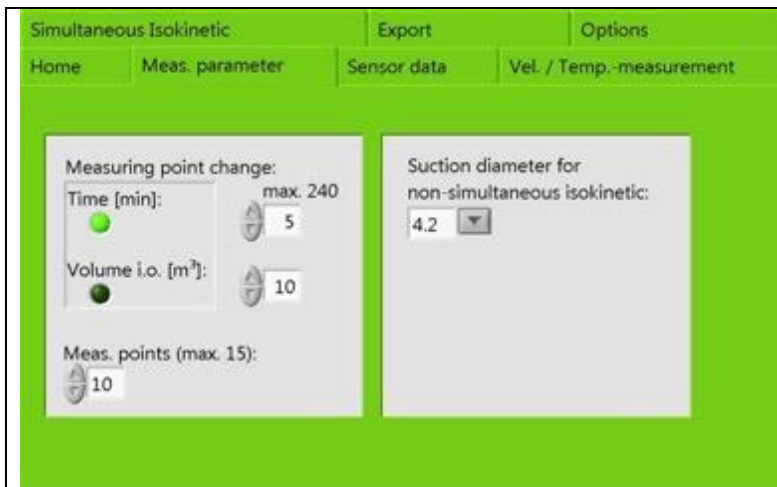 Simultaneous Isokinetic Export Options
Home Meas. parameter Sensor data Vel. / Temp.-measurement
Measuring point change:
Time [min]: max. 240
5
Volume i.o. [m³]:
10
Meas. points (max. 15):
10
Suction diameter for
non-simultaneous isokinetic:
4.2